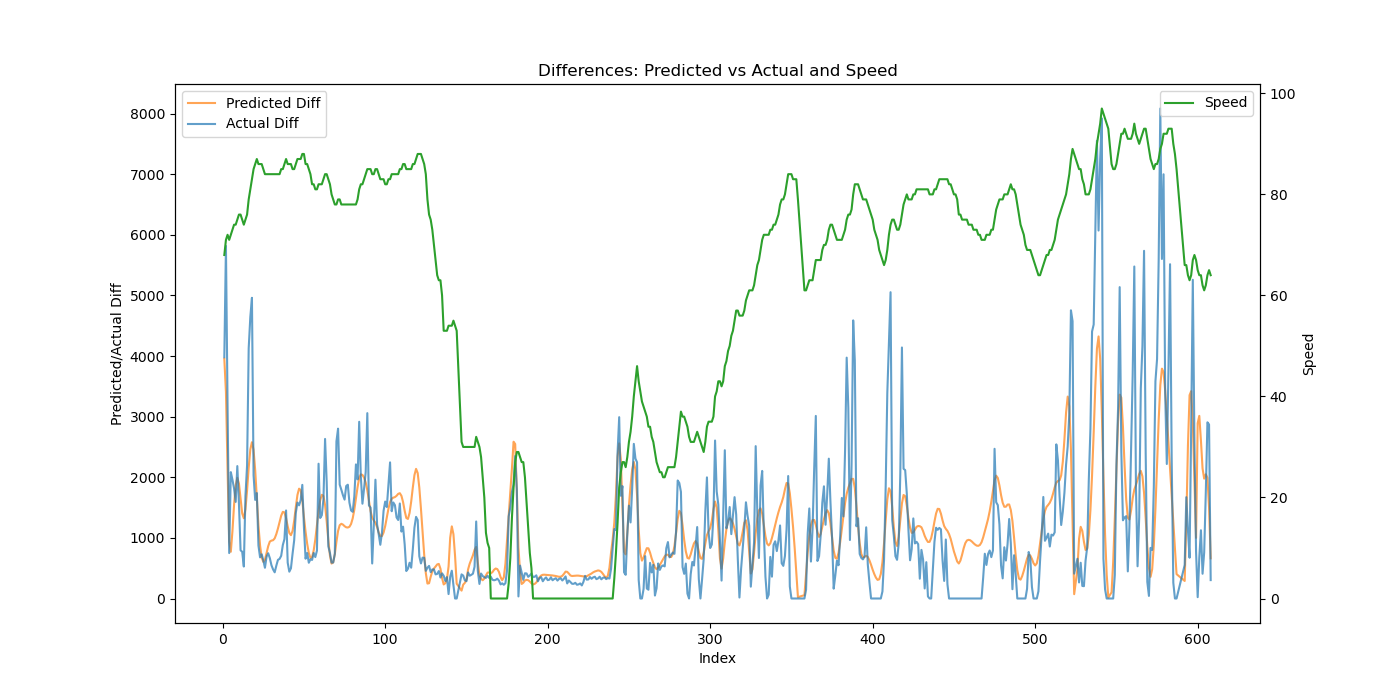 Differences: Predicted vs Actual and Speed
Predicted Diff
Actual Diff
Speed
8000
7000
6000
5000
4000
3000
2000
1000
0
Predicted/Actual Diff
100
80
60
40
20
0
Speed
0 100 200 300 400 500 600
Index